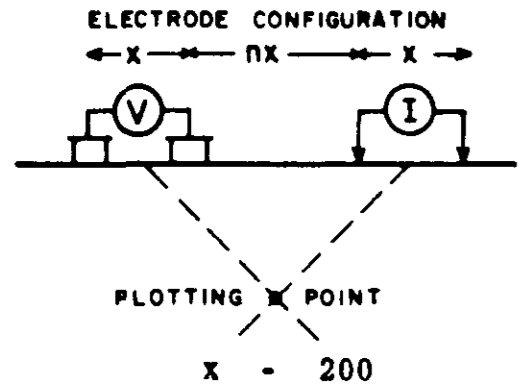 ELECTRODE CONFIGURATION
x nx x
V I
PLOTTING POINT
x - 200